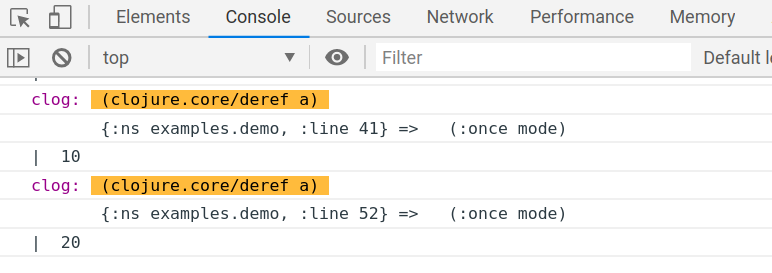 Elements Console Sources Network Performance Memory
top Filter Default
clog: (clojure.core/deref a)
{:ns examples.demo, :line 41} => (:once mode)
| 10
clog: (clojure.core/deref a)
{:ns examples.demo, :line 52} => (:once mode)
| 20